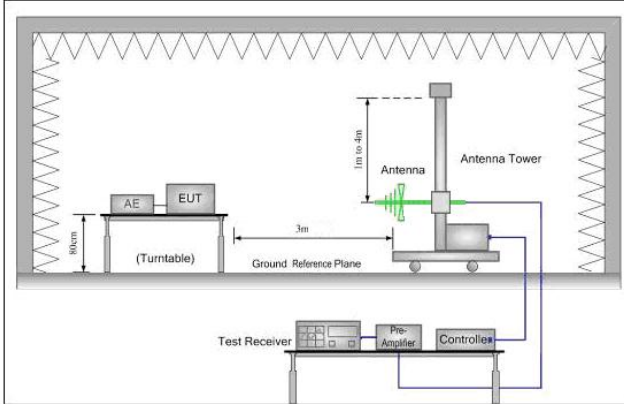 1m to 4m
Antenna
Antenna Tower
AE
EUT
3m
80cm
(Turntable)
Ground Reference Plane
Test Receiver
Pre-
Amplifier
Controller